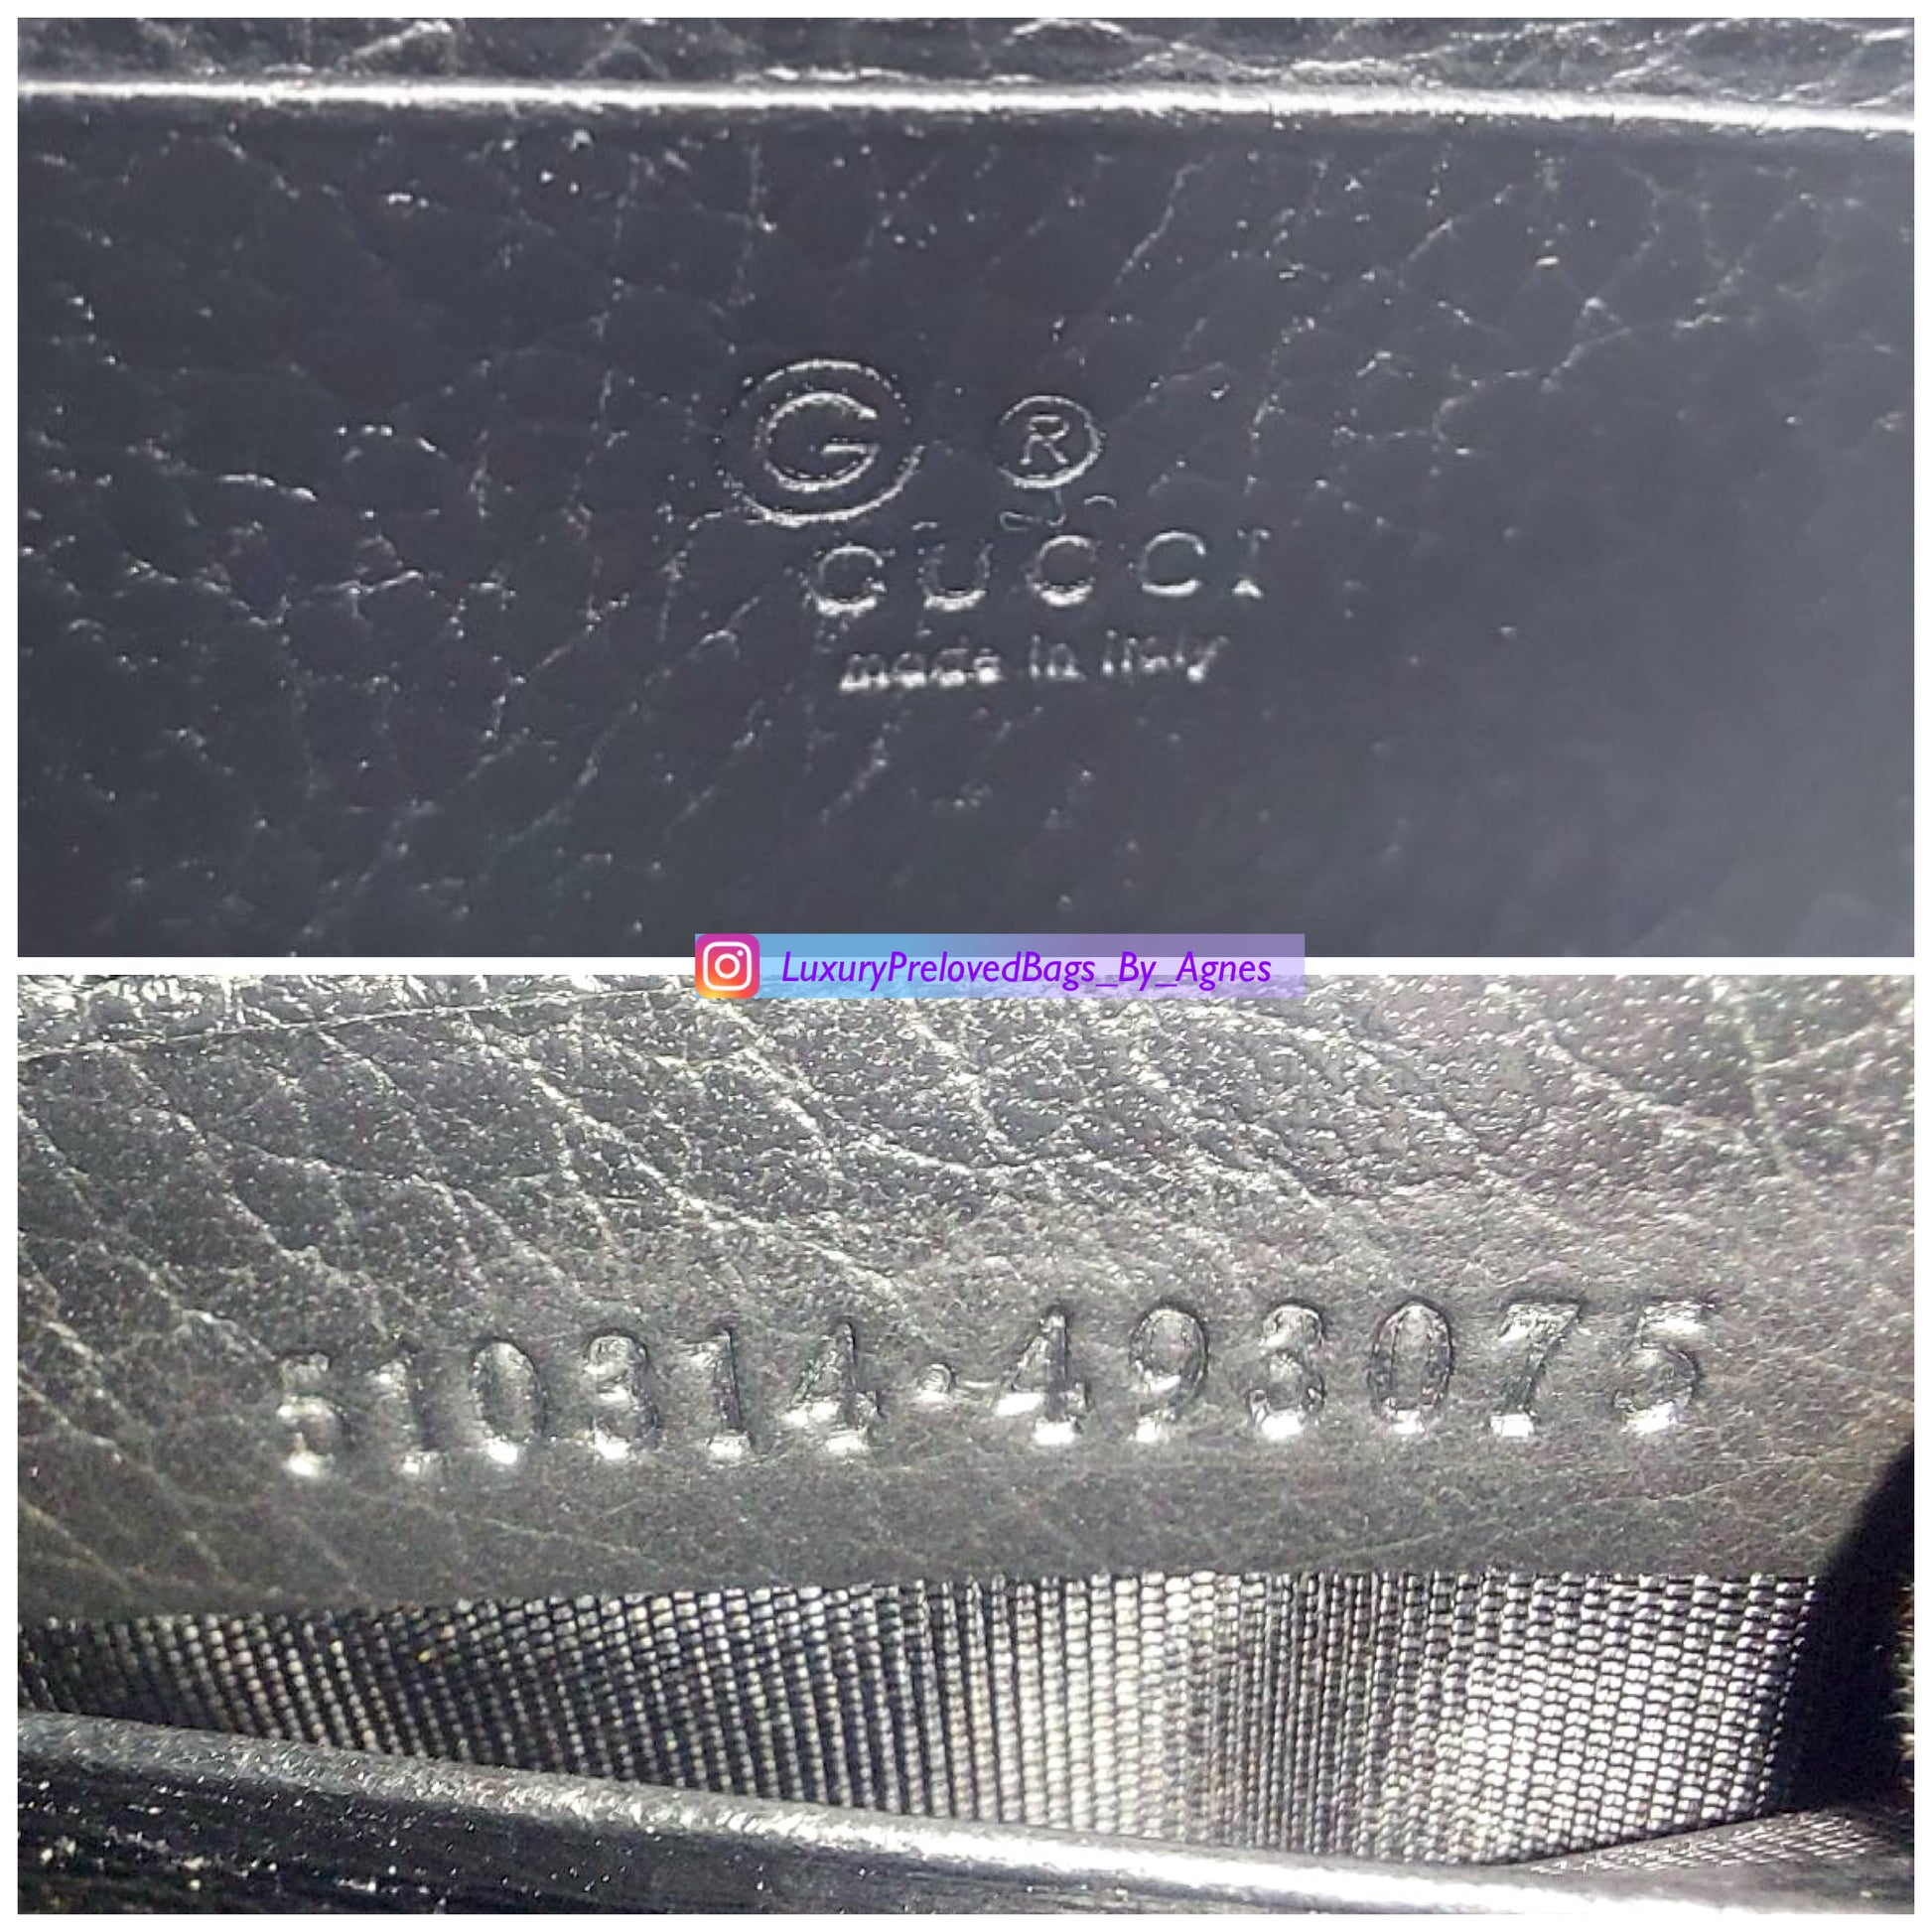 G ®
GUCCI
made in italy
LuxuryPrelovedBags_By_Agnes
510314.498075